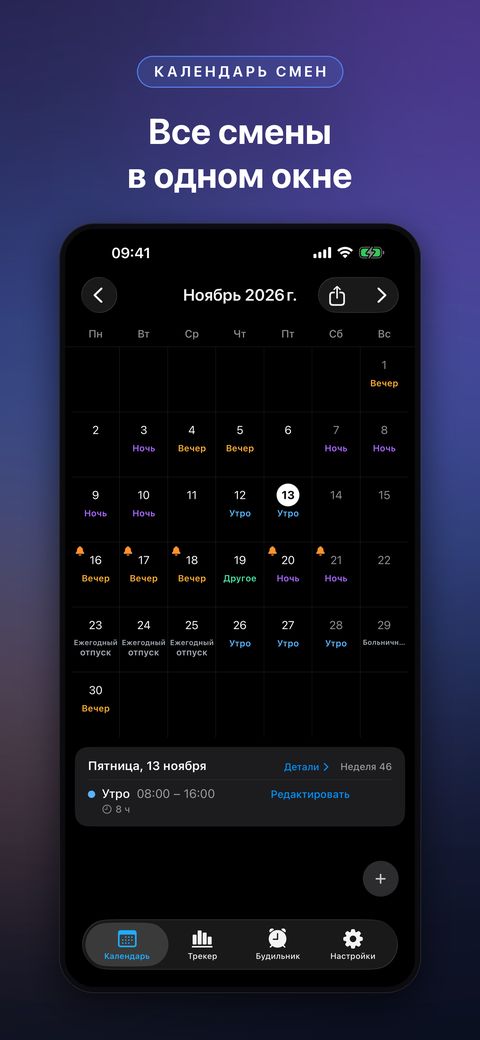 КАЛЕНДАРЬ СМЕН
Все смены
в одном окне
09:41
Ноябрь 2026 г.
Пн Вт Ср Чт Пт Сб Вс
1
Вечер
2 3 4 5 6 7 8
Ночь Вечер Вечер Ночь Ночь
9 10 11 12 13 14 15
Ночь Ночь Утро Утро
16 17 18 19 20 21 22
Вечер Вечер Вечер Другое Ночь Ночь
23 24 25 26 27 28 29
Ежегодный Ежегодный Ежегодный Утро Утро Утро Больничн...
отпуск отпуск отпуск
30
Вечер
Пятница, 13 ноября Детали Неделя 46
Утро 08:00 – 16:00 Редактировать
8 ч
Календарь Трекер Будильник Настройки